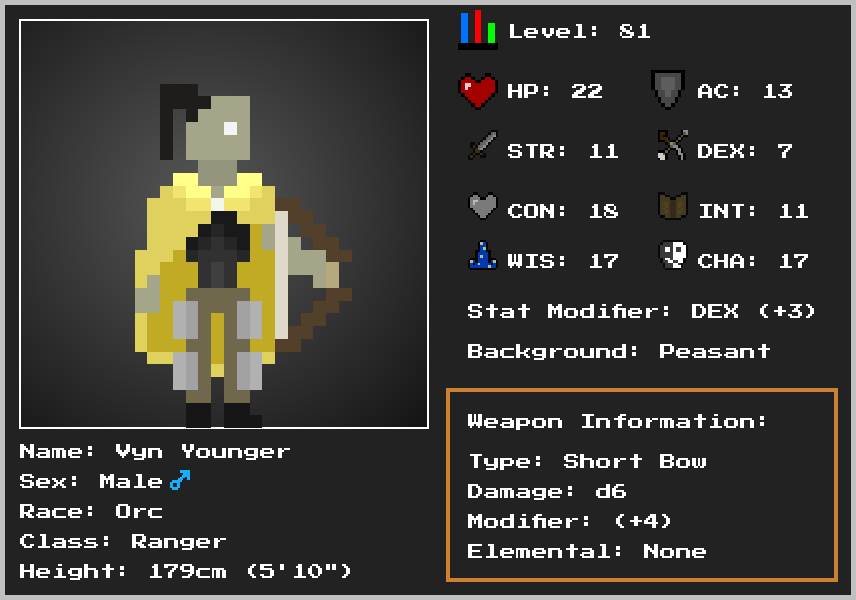 Level: 81
HP: 22 AC: 13
STR: 11 DEX: 7
CON: 18 INT: 11
WIS: 17 CHA: 17
Stat Modifier: DEX (+3)
Background: Peasant
Weapon Information:
Type: Short Bow
Damage: d6
Modifier: (+4)
Elemental: None
Name: Vyn Younger
Sex: Male ♂
Race: Orc
Class: Ranger
Height: 179cm (5'10")